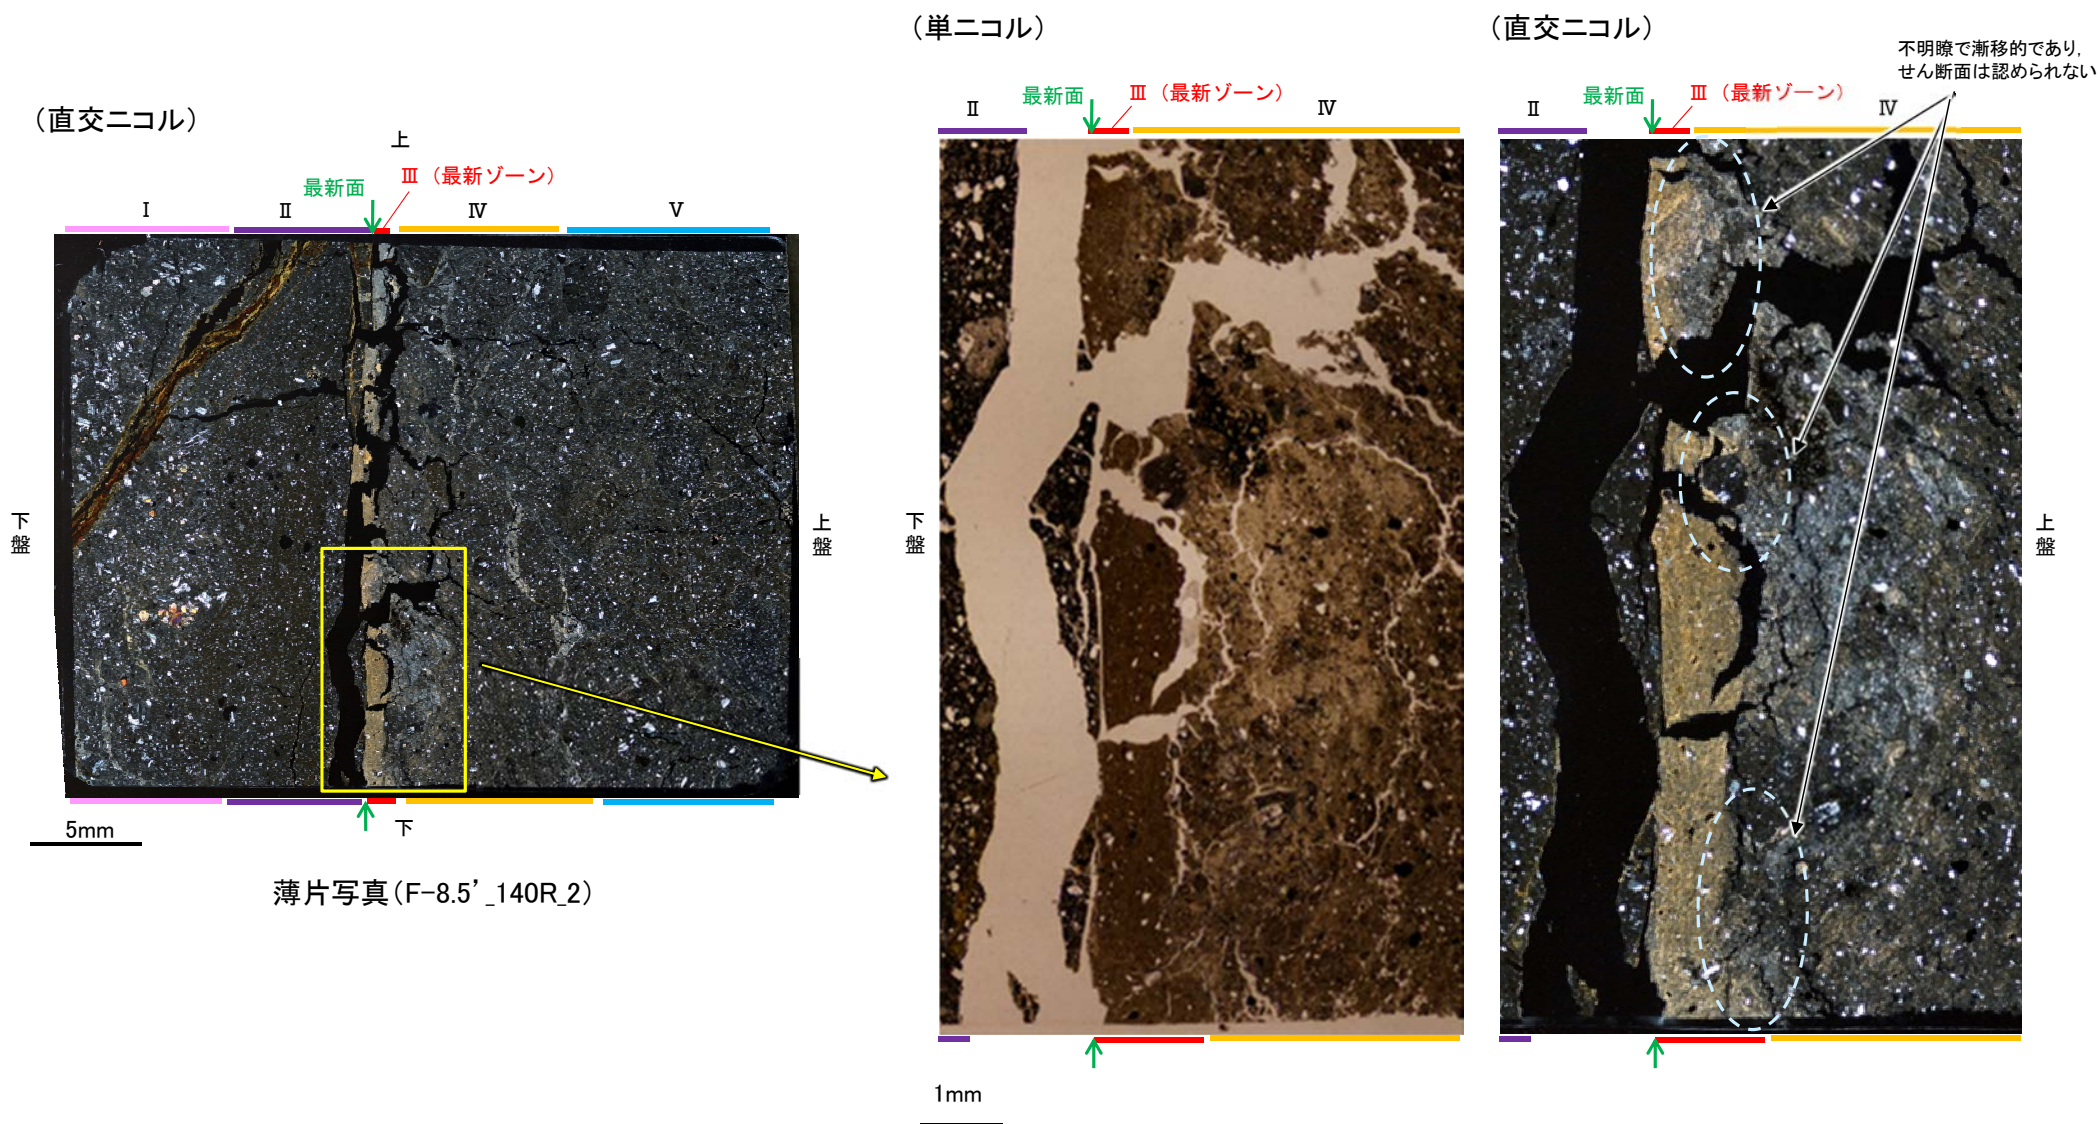 (単ニコル)
(直交ニコル)
不明瞭で漸移的であり,
せん断面は認められない
(直交ニコル)
上
最新面
Ⅲ(最新ゾーン)
Ⅰ
Ⅱ
Ⅳ
Ⅴ
下盤
上盤
下
5mm
薄片写真(F-8.5’_140R_2)
Ⅱ
最新面
Ⅲ(最新ゾーン)
Ⅳ
下盤
1mm
Ⅱ
最新面
Ⅲ(最新ゾーン)
Ⅳ
上盤